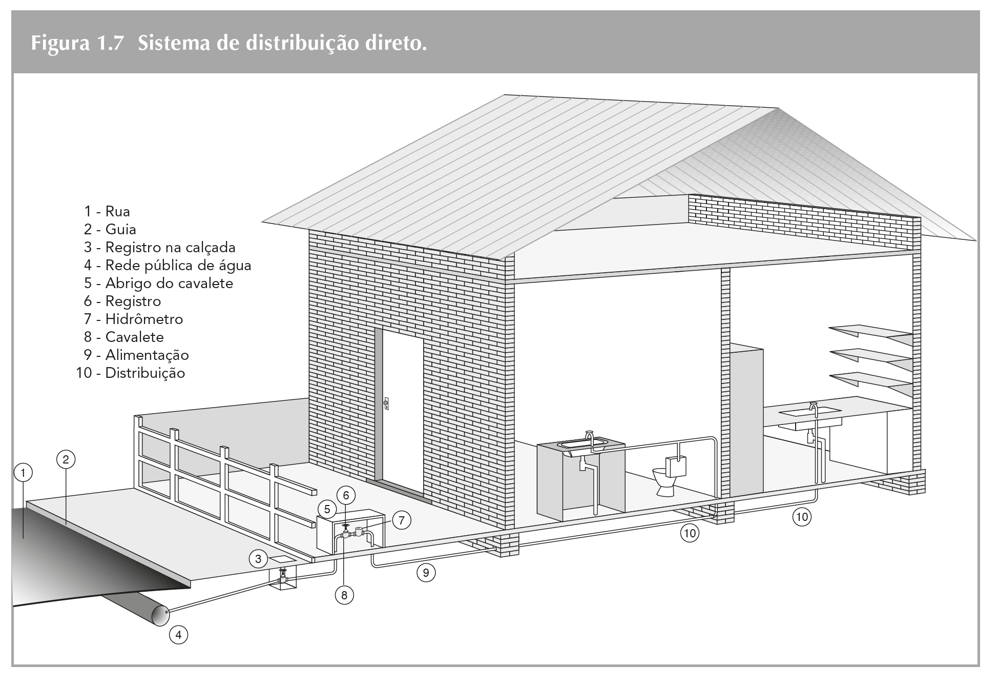 Figura 1.7 Sistema de distribuição direto.
1 - Rua
2 - Guia
3 - Registro na calçada
4 - Rede pública de água
5 - Abrigo do cavalete
6 - Registro
7 - Hidrômetro
8 - Cavalete
9 - Alimentação
10 - Distribuição
2
1
6
5
7
10
10
3
9
8
4